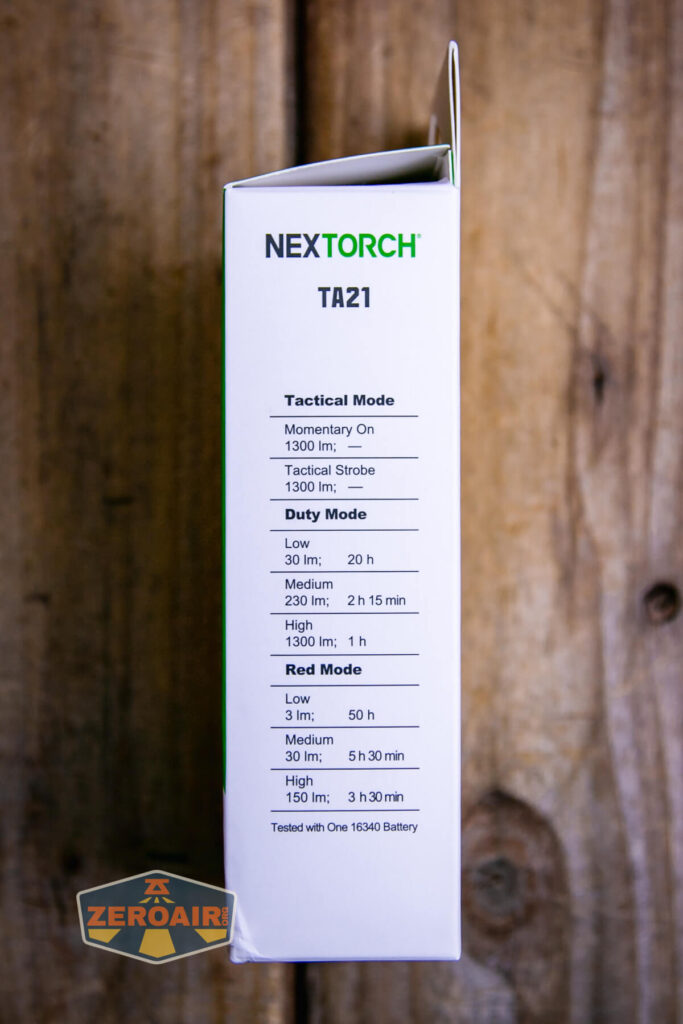 NEXTORCH®
TA21
Tactical Mode
Momentary On
1300 lm; —
Tactical Strobe
1300 lm; —
Duty Mode
Low
30 lm; 20 h
Medium
230 lm; 2 h 15 min
High
1300 lm; 1 h
Red Mode
Low
3 lm; 50 h
Medium
30 lm; 5 h 30 min
High
150 lm; 3 h 30 min
Tested with One 16340 Battery
ZEROAIR.ORG